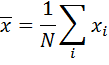 x̅ = 1/N ∑_i x_i